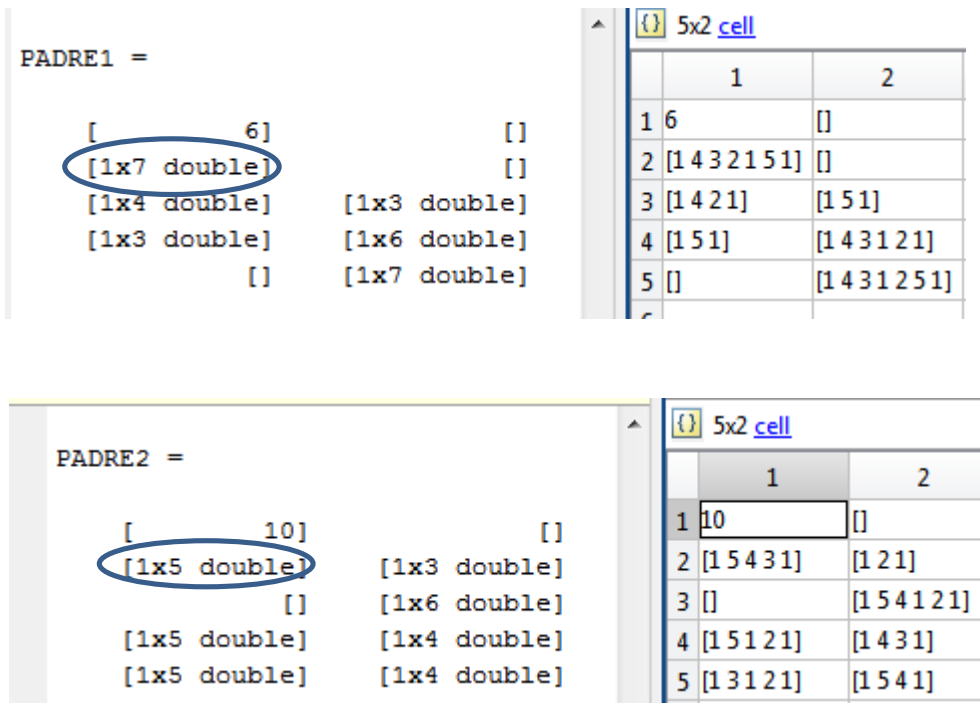 PADRE1 =
[ 6] []
[1x7 double] []
[1x4 double] [1x3 double]
[1x3 double] [1x6 double]
[] [1x7 double]
{} 5x2 cell
1 2
1 6 []
2 [1 4 3 2 1 5 1] []
3 [1 4 2 1] [1 5 1]
4 [1 5 1] [1 4 3 1 2 1]
5 [] [1 4 3 1 2 5 1]
PADRE2 =
[ 10] []
[1x5 double] [1x3 double]
[] [1x6 double]
[1x5 double] [1x4 double]
[1x5 double] [1x4 double]
{} 5x2 cell
1 2
1 10 []
2 [1 5 4 3 1] [1 2 1]
3 [] [1 5 4 1 2 1]
4 [1 5 1 2 1] [1 4 3 1]
5 [1 3 1 2 1] [1 5 4 1]